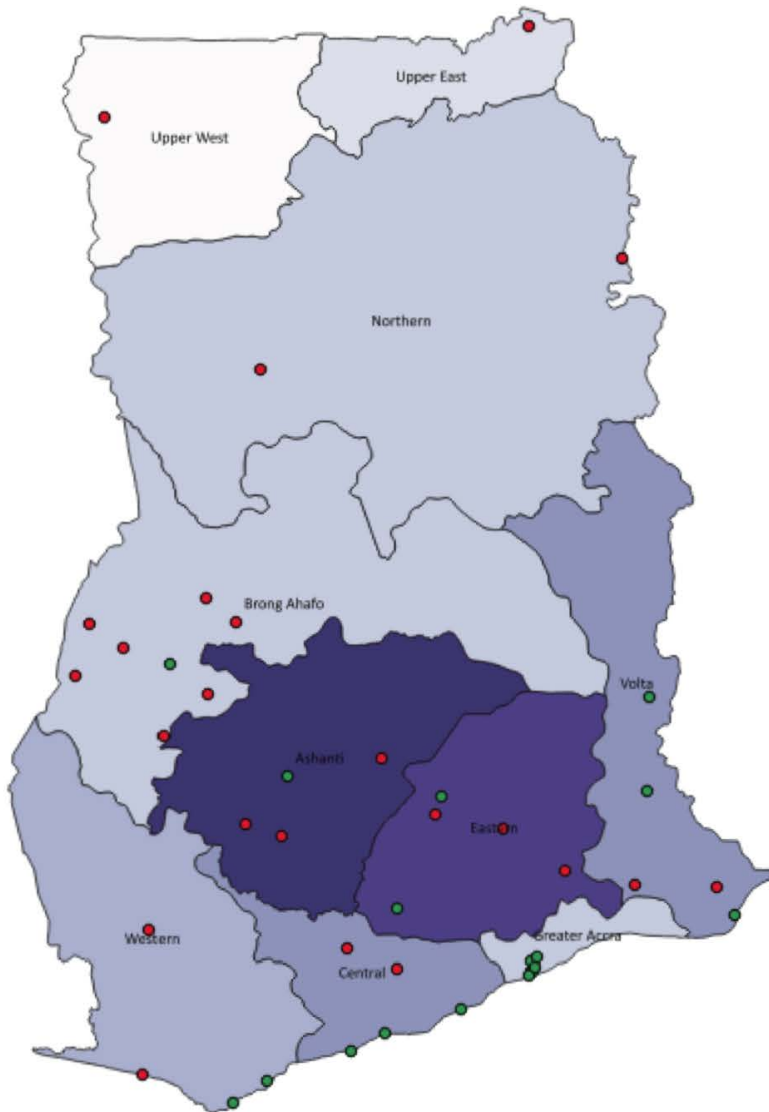 Upper East
Upper West
Northern
Brong Ahafo
Volta
Ashanti
Eastern
Greater Accra
Western
Central